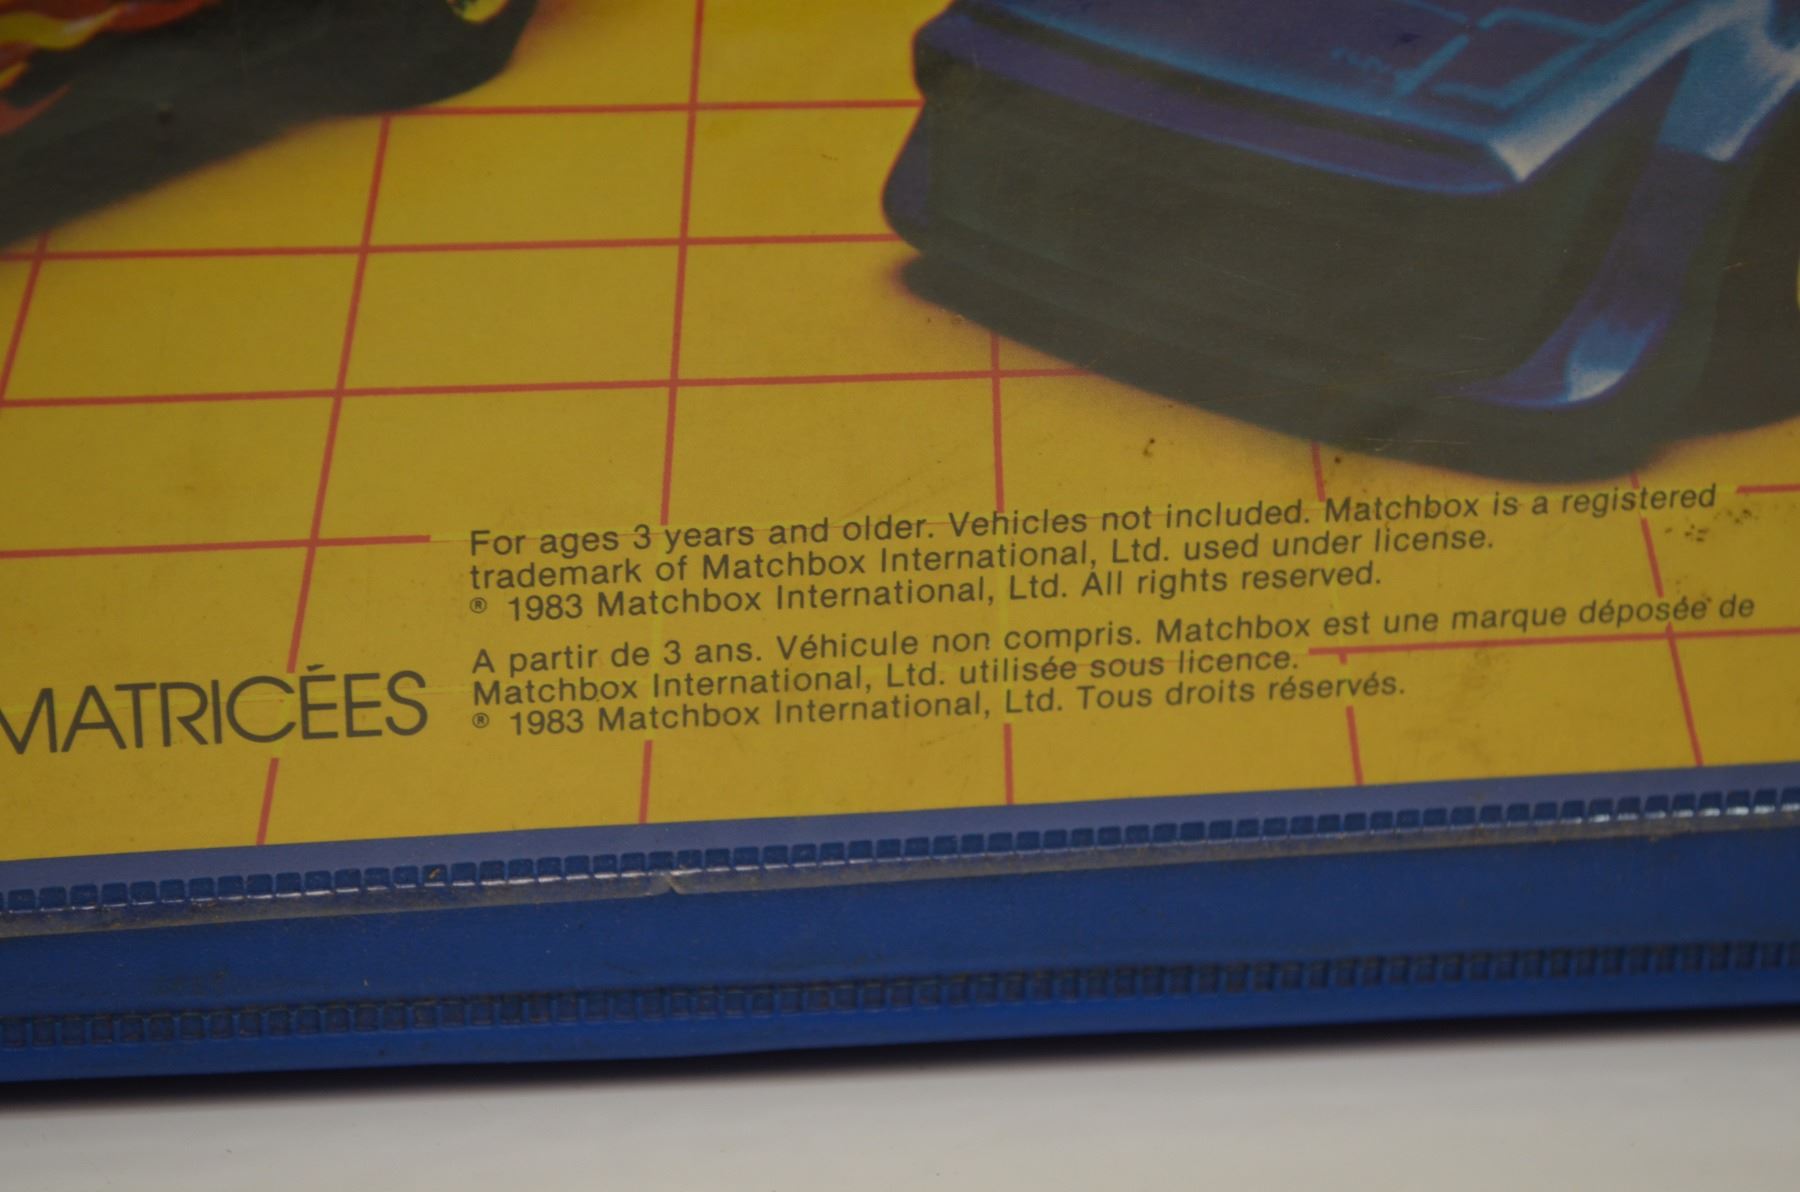 For ages 3 years and older. Vehicles not included. Matchbox is a registered
trademark of Matchbox International, Ltd. used under license.
® 1983 Matchbox International, Ltd. All rights reserved.
A partir de 3 ans. Véhicule non compris. Matchbox est une marque déposée de
Matchbox International, Ltd. utilisée sous licence.
® 1983 Matchbox International, Ltd. Tous droits réservés.
MATRICÉES